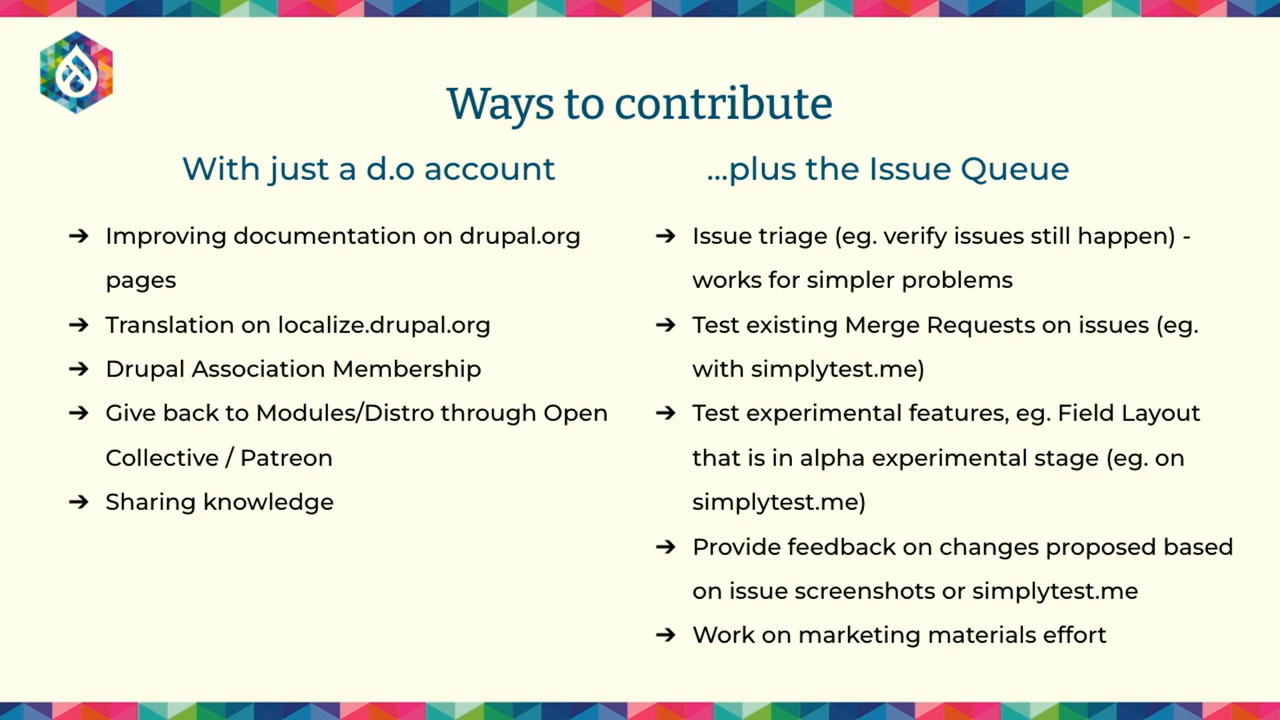 Ways to contribute
With just a d.o account
➔ Improving documentation on drupal.org
pages
➔ Translation on localize.drupal.org
➔ Drupal Association Membership
➔ Give back to Modules/Distro through Open
Collective / Patreon
➔ Sharing knowledge
...plus the Issue Queue
➔ Issue triage (eg. verify issues still happen) -
works for simpler problems
➔ Test existing Merge Requests on issues (eg.
with simplytest.me)
➔ Test experimental features, eg. Field Layout
that is in alpha experimental stage (eg. on
simplytest.me)
➔ Provide feedback on changes proposed based
on issue screenshots or simplytest.me
➔ Work on marketing materials effort